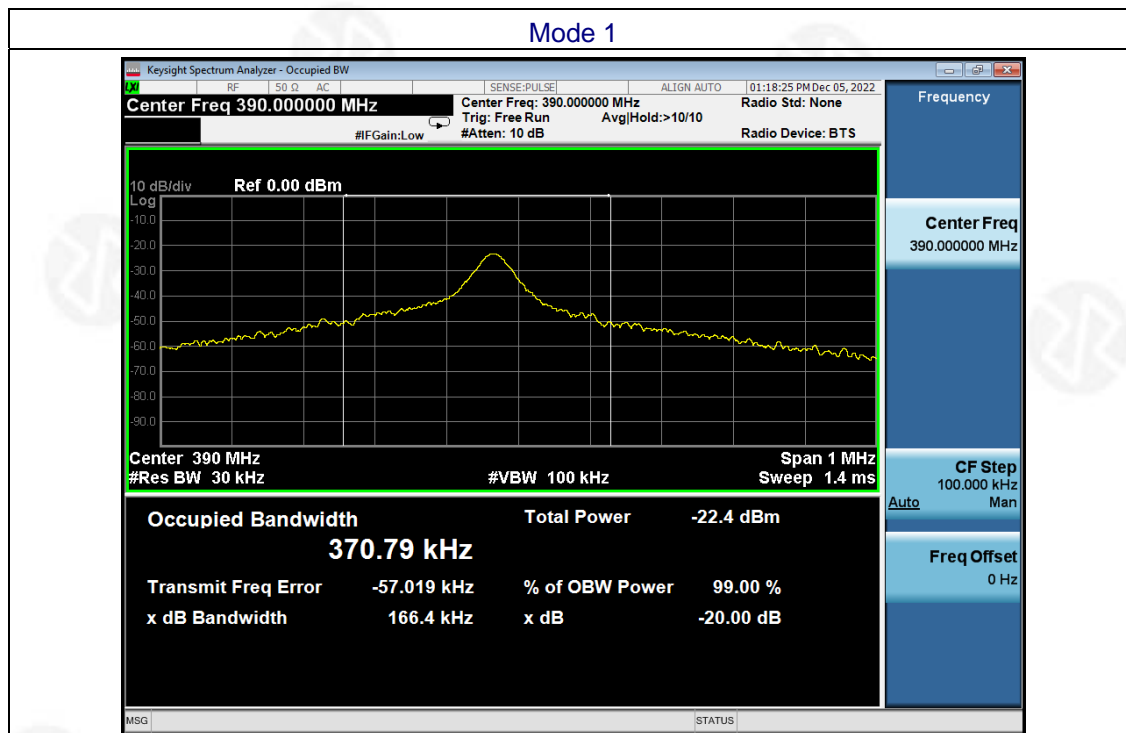 Mode 1
Keysight Spectrum Analyzer - Occupied BW
LXI RF 50 Ω AC SENSE:PULSE ALIGN AUTO 01:18:25 PM Dec 05, 2022
Center Freq 390.000000 MHz
#IFGain:Low
Center Freq: 390.000000 MHz
Trig: Free Run Avg|Hold:>10/10
#Atten: 10 dB
Radio Std: None
Radio Device: BTS
10 dB/div Ref 0.00 dBm
Log
-10.0
-20.0
-30.0
-40.0
-50.0
-60.0
-70.0
-80.0
-90.0
Center 390 MHz Span 1 MHz
#Res BW 30 kHz #VBW 100 kHz Sweep 1.4 ms
Occupied Bandwidth Total Power -22.4 dBm
370.79 kHz
Transmit Freq Error -57.019 kHz % of OBW Power 99.00 %
x dB Bandwidth 166.4 kHz x dB -20.00 dB
MSG STATUS
Frequency
Center Freq
390.000000 MHz
CF Step
100.000 kHz
Auto Man
Freq Offset
0 Hz